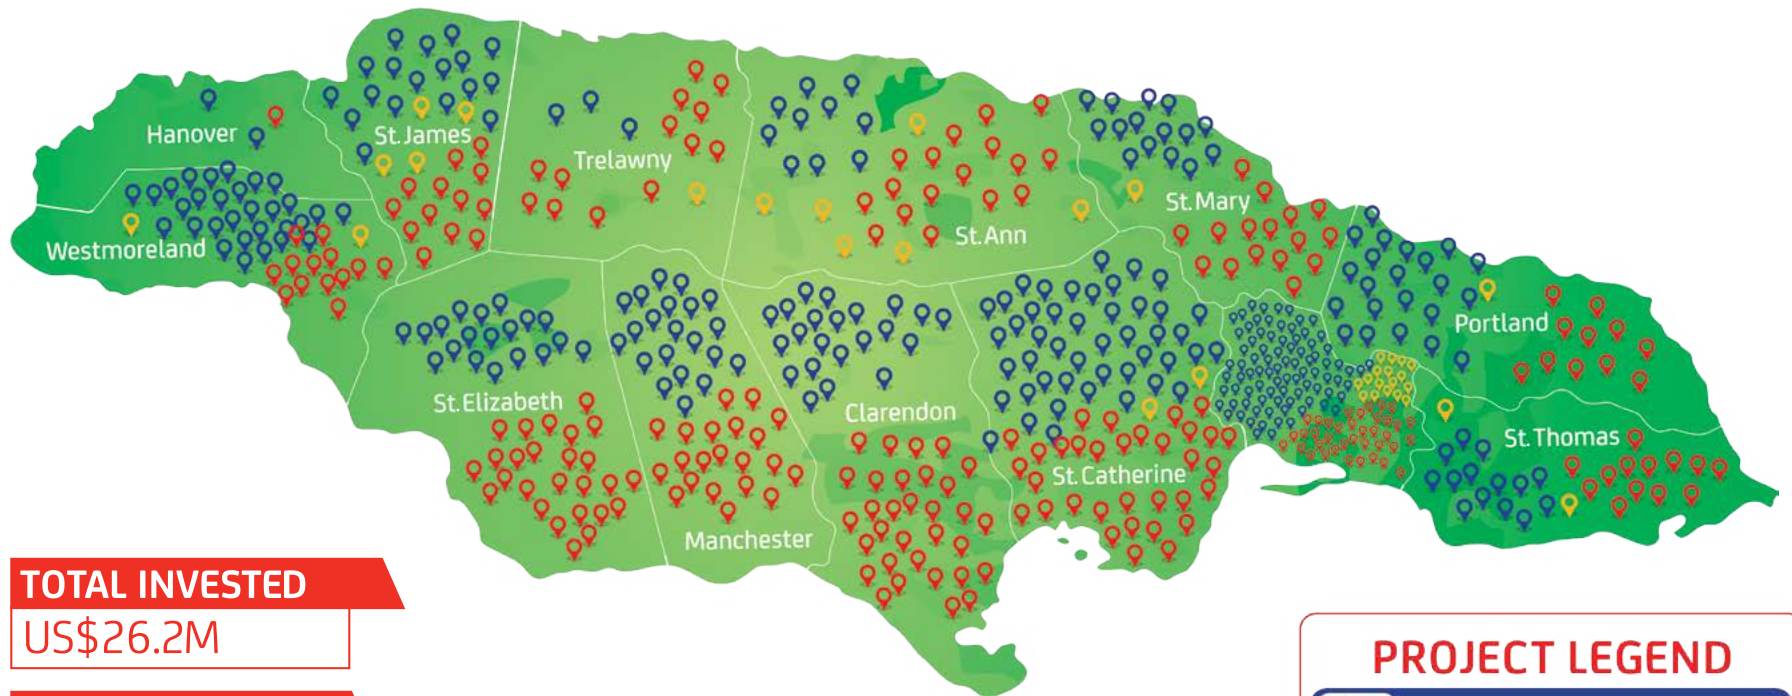 Hanover
St.James
Trelawny
St.Ann
St.Mary
Westmoreland
Portland
St.Elizabeth
Clarendon
St.Thomas
St.Catherine
Manchester
TOTAL INVESTED
US$26.2M
PROJECT LEGEND